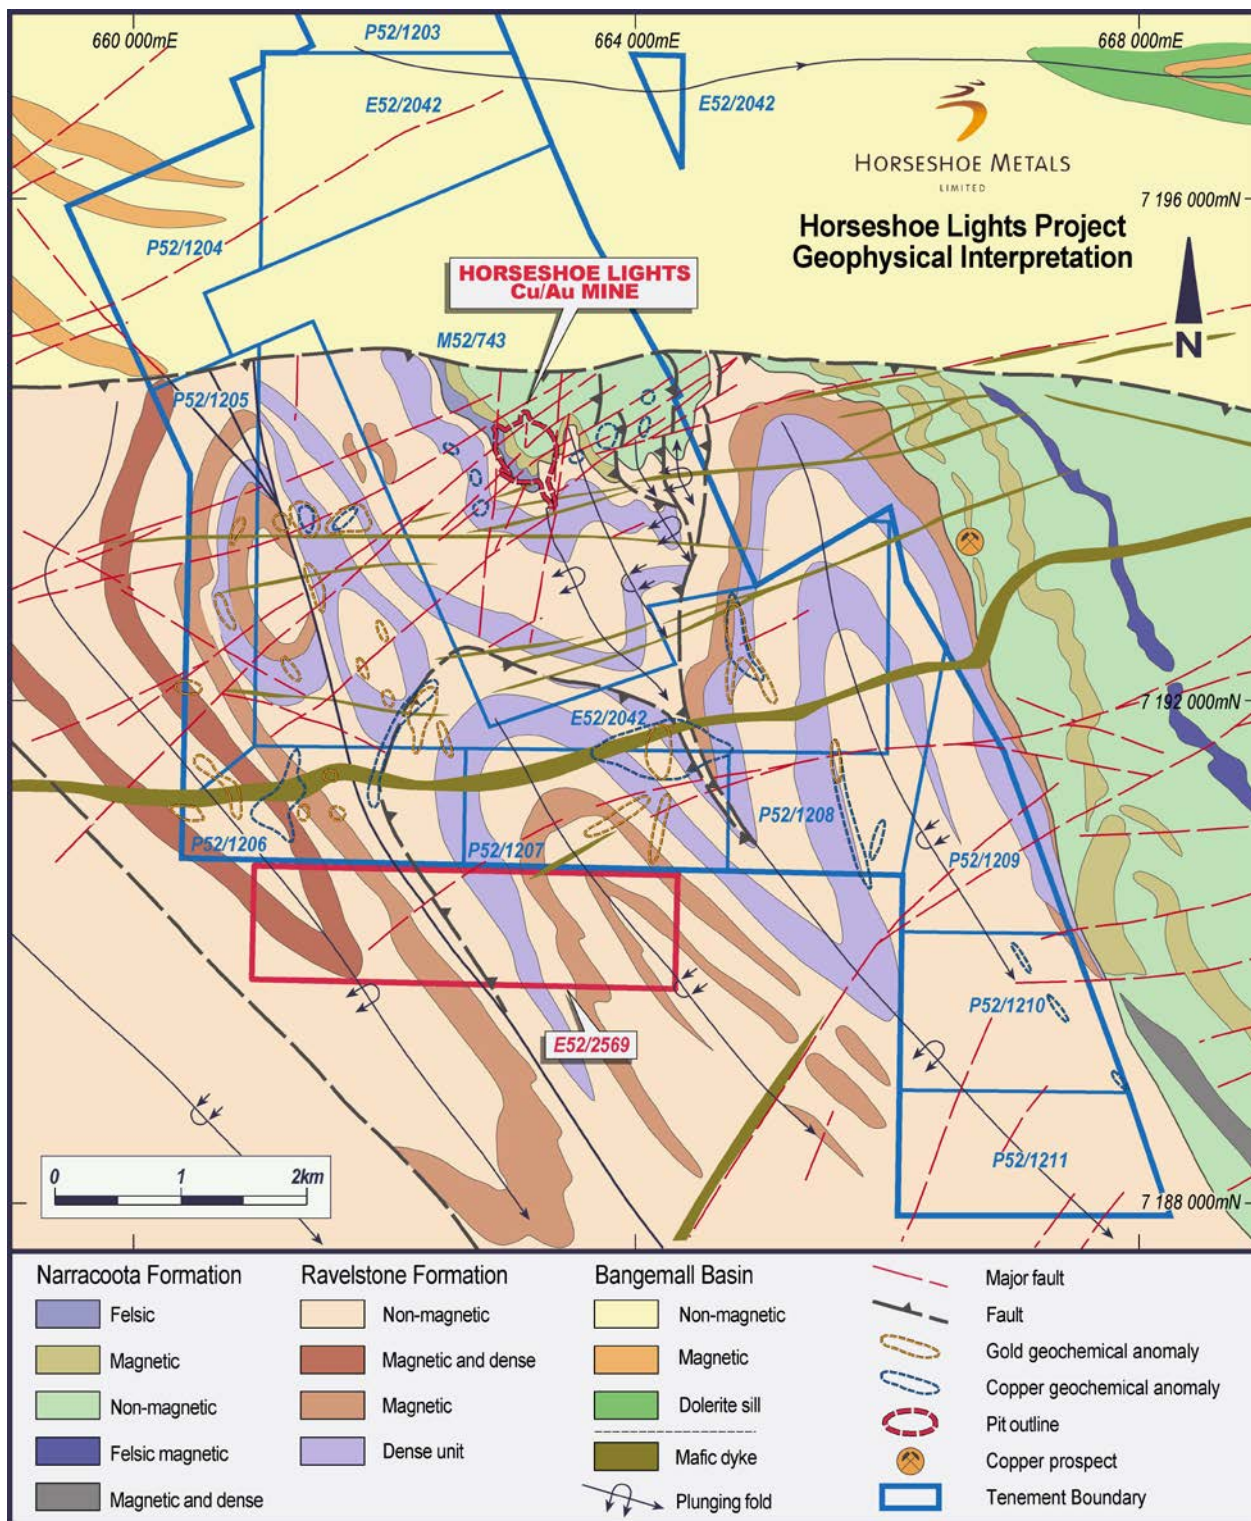 660 000mE
P52/1203
664 000mE
668 000mE
E52/2042
E52/2042
HORSESHOE METALS
LIMITED
7 196 000mN
Horseshoe Lights Project
Geophysical Interpretation
P52/1204
HORSESHOE LIGHTS
Cu/Au MINE
M52/743
N
P52/1205
7 192 000mN
E52/2042
P52/1208
P52/1206
P52/1207
P52/1209
P52/1210
E52/2569
P52/1211
0
1
2km
7 188 000mN
Narracoota Formation
Felsic
Magnetic
Non-magnetic
Felsic magnetic
Magnetic and dense
Ravelstone Formation
Non-magnetic
Magnetic and dense
Magnetic
Dense unit
Bangemall Basin
Non-magnetic
Magnetic
Dolerite sill
Mafic dyke
Plunging fold
Major fault
Fault
Gold geochemical anomaly
Copper geochemical anomaly
Pit outline
Copper prospect
Tenement Boundary